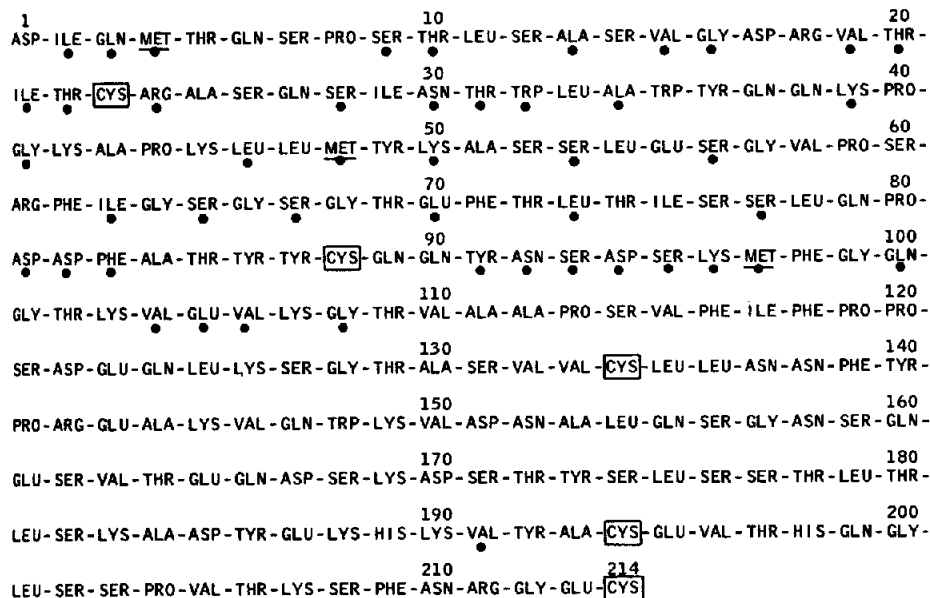 1 10 20
ASP-ILE-GLN-MET-THR-GLN-SER-PRO-SER-THR-LEU-SER-ALA-SER-VAL-GLY-ASP-ARG-VAL-THR-
30 40
ILE-THR-CYS-ARG-ALA-SER-GLN-SER-ILE-ASN-THR-TRP-LEU-ALA-TRP-TYR-GLN-GLN-LYS-PRO-
50 60
GLY-LYS-ALA-PRO-LYS-LEU-LEU-MET-TYR-LYS-ALA-SER-SER-LEU-GLU-SER-GLY-VAL-PRO-SER-
70 80
ARG-PHE-ILE-GLY-SER-GLY-SER-GLY-THR-GLU-PHE-THR-LEU-THR-ILE-SER-SER-LEU-GLN-PRO-
90 100
ASP-ASP-PHE-ALA-THR-TYR-TYR-CYS-GLN-GLN-TYR-ASN-SER-ASP-SER-LYS-MET-PHE-GLY-GLN-
110 120
GLY-THR-LYS-VAL-GLU-VAL-LYS-GLY-THR-VAL-ALA-ALA-PRO-SER-VAL-PHE-ILE-PHE-PRO-PRO-
130 140
SER-ASP-GLU-GLN-LEU-LYS-SER-GLY-THR-ALA-SER-VAL-VAL-CYS-LEU-LEU-ASN-ASN-PHE-TYR-
150 160
PRO-ARG-GLU-ALA-LYS-VAL-GLN-TRP-LYS-VAL-ASP-ASN-ALA-LEU-GLN-SER-GLY-ASN-SER-GLN-
170 180
GLU-SER-VAL-THR-GLU-GLN-ASP-SER-LYS-ASP-SER-THR-TYR-SER-LEU-SER-SER-THR-LEU-THR-
190 200
LEU-SER-LYS-ALA-ASP-TYR-GLU-LYS-HIS-LYS-VAL-TYR-ALA-CYS-GLU-VAL-THR-HIS-GLN-GLY-
210 214
LEU-SER-SER-PRO-VAL-THR-LYS-SER-PHE-ASN-ARG-GLY-GLU-CYS